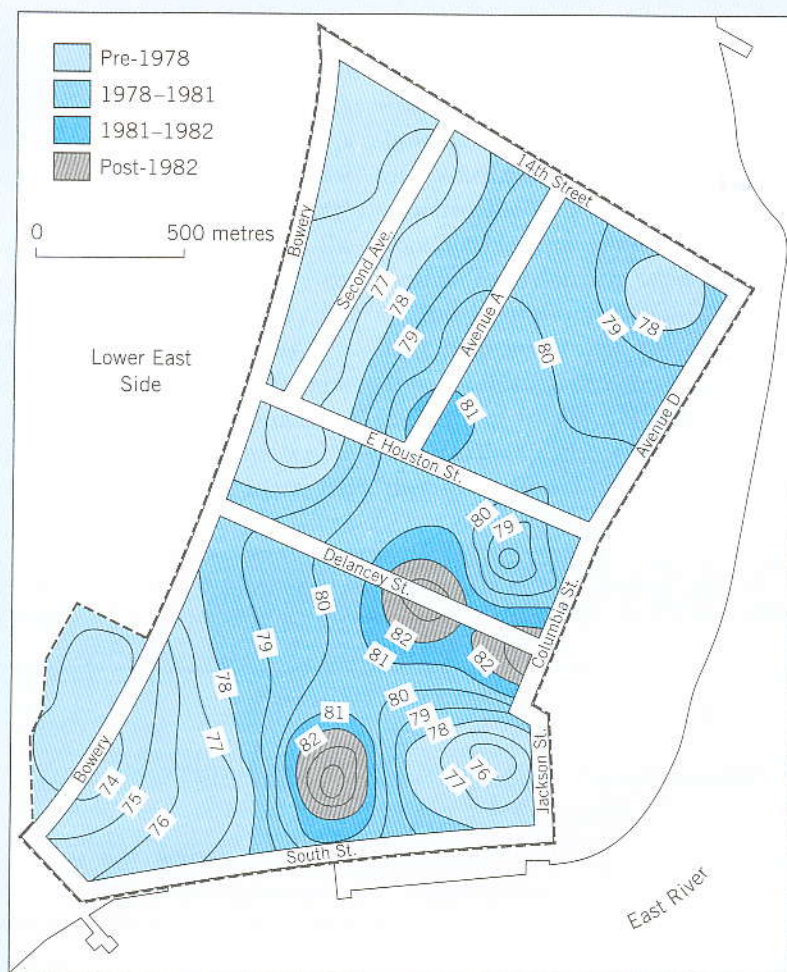 Pre-1978
1978–1981
1981–1982
Post-1982
0 500 metres
14th Street
Bowery
Second Ave.
77
78
79
Avenue A
79
78
80
Lower East
Side
81
Avenue D
E Houston St.
80
79
Delancey St.
80
82
Columbia St.
79
81
82
78
80
81
79
82
78
77
76
77
Bowery
74
75
76
Jackson St.
South St.
East River